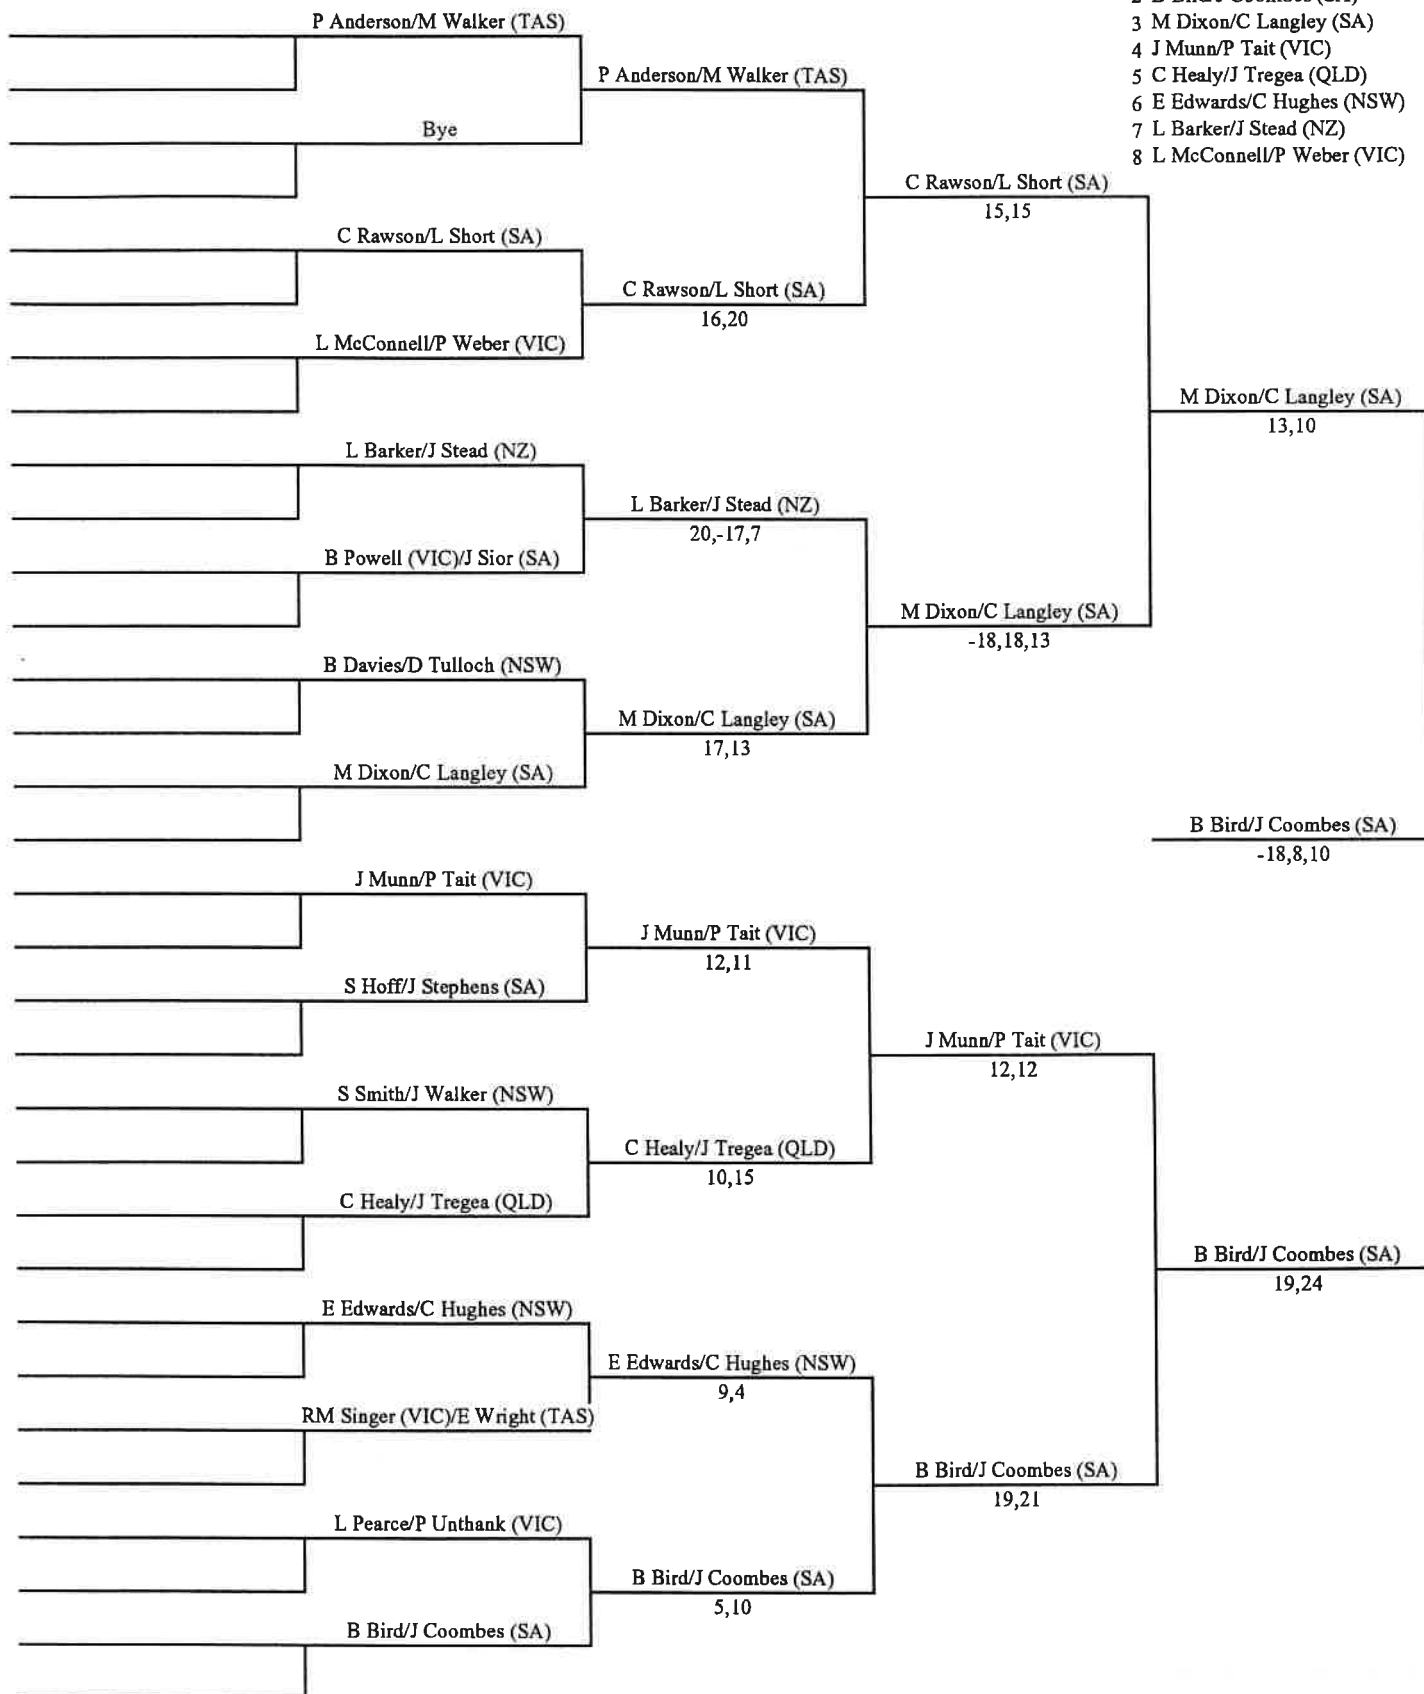 2 B Bird/J Coombes (SA)
3 M Dixon/C Langley (SA)
4 J Munn/P Tait (VIC)
5 C Healy/J Tregea (QLD)
6 E Edwards/C Hughes (NSW)
7 L Barker/J Stead (NZ)
8 L McConnell/P Weber (VIC)
P Anderson/M Walker (TAS)
Bye
C Rawson/L Short (SA)
L McConnell/P Weber (VIC)
L Barker/J Stead (NZ)
B Powell (VIC)/J Sior (SA)
B Davies/D Tulloch (NSW)
M Dixon/C Langley (SA)
J Munn/P Tait (VIC)
S Hoff/J Stephens (SA)
S Smith/J Walker (NSW)
C Healy/J Tregea (QLD)
E Edwards/C Hughes (NSW)
RM Singer (VIC)/E Wright (TAS)
L Pearce/P Unthank (VIC)
B Bird/J Coombes (SA)
P Anderson/M Walker (TAS)
C Rawson/L Short (SA)
16,20
L Barker/J Stead (NZ)
20,-17,7
M Dixon/C Langley (SA)
17,13
J Munn/P Tait (VIC)
12,11
C Healy/J Tregea (QLD)
10,15
E Edwards/C Hughes (NSW)
9,4
B Bird/J Coombes (SA)
5,10
C Rawson/L Short (SA)
15,15
M Dixon/C Langley (SA)
-18,18,13
J Munn/P Tait (VIC)
12,12
B Bird/J Coombes (SA)
19,21
M Dixon/C Langley (SA)
13,10
B Bird/J Coombes (SA)
-18,8,10
B Bird/J Coombes (SA)
19,24